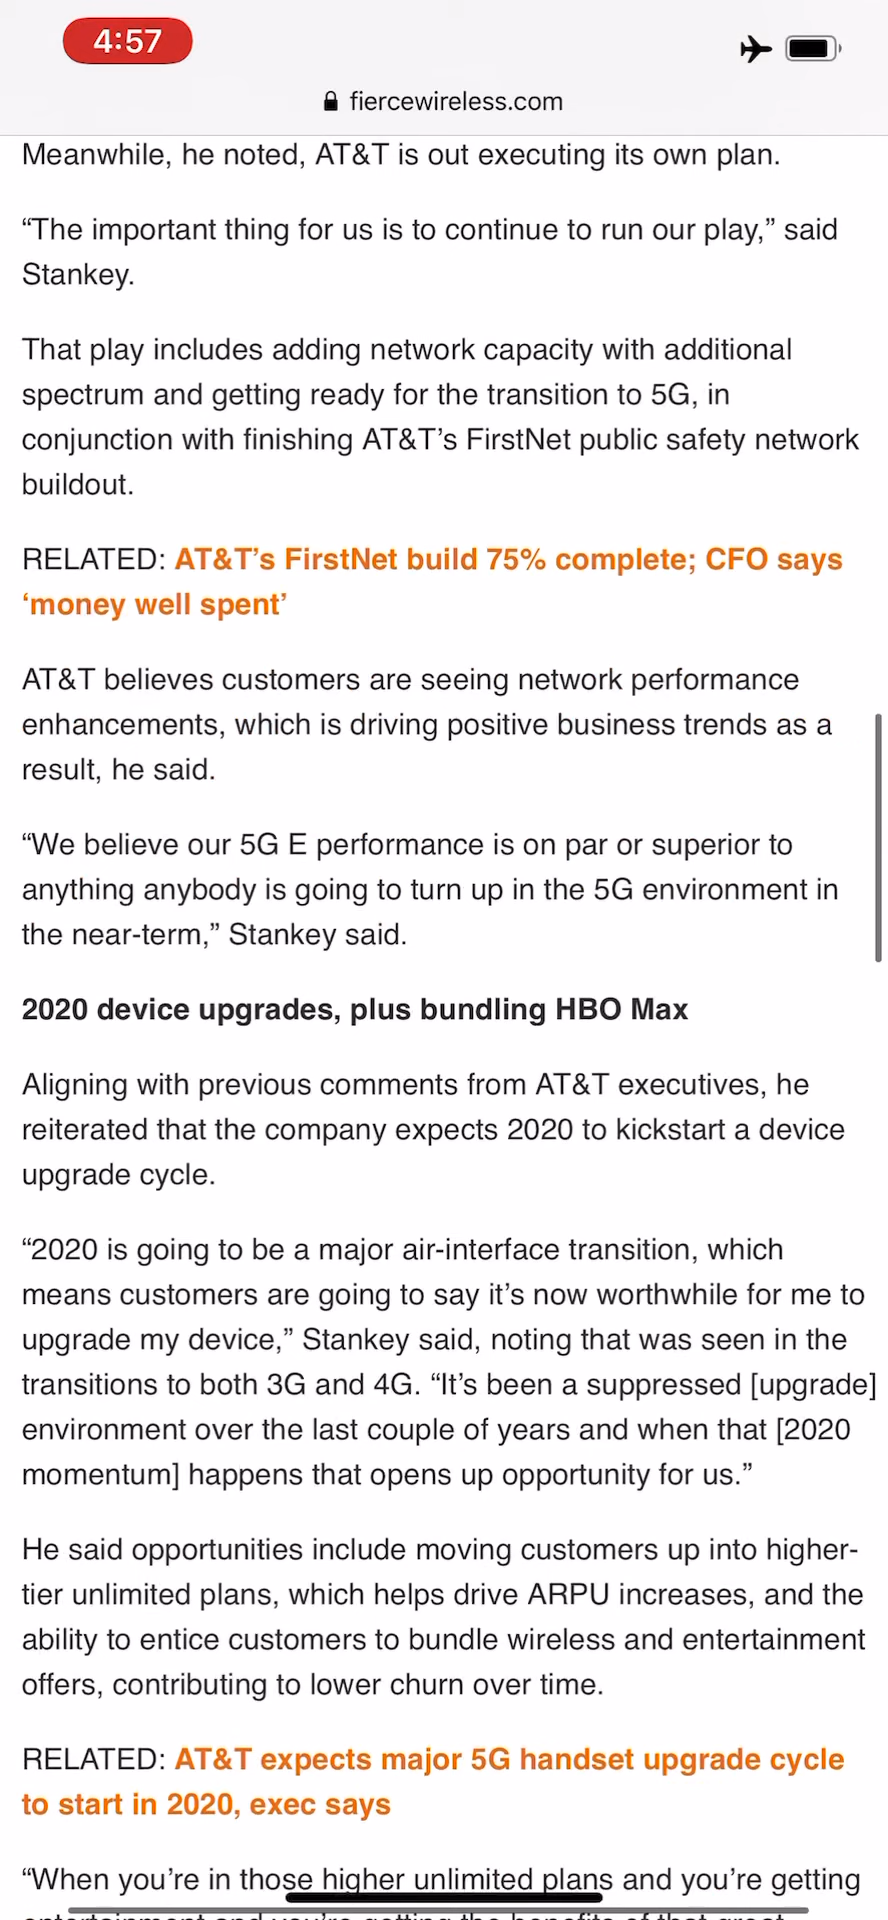 4:57
fiercewireless.com
Meanwhile, he noted, AT&T is out executing its own plan.
“The important thing for us is to continue to run our play,” said
Stankey.
That play includes adding network capacity with additional
spectrum and getting ready for the transition to 5G, in
conjunction with finishing AT&T’s FirstNet public safety network
buildout.
RELATED: AT&T’s FirstNet build 75% complete; CFO says
‘money well spent’
AT&T believes customers are seeing network performance
enhancements, which is driving positive business trends as a
result, he said.
“We believe our 5G E performance is on par or superior to
anything anybody is going to turn up in the 5G environment in
the near-term,” Stankey said.
2020 device upgrades, plus bundling HBO Max
Aligning with previous comments from AT&T executives, he
reiterated that the company expects 2020 to kickstart a device
upgrade cycle.
“2020 is going to be a major air-interface transition, which
means customers are going to say it’s now worthwhile for me to
upgrade my device,” Stankey said, noting that was seen in the
transitions to both 3G and 4G. “It’s been a suppressed [upgrade]
environment over the last couple of years and when that [2020
momentum] happens that opens up opportunity for us.”
He said opportunities include moving customers up into higher-
tier unlimited plans, which helps drive ARPU increases, and the
ability to entice customers to bundle wireless and entertainment
offers, contributing to lower churn over time.
RELATED: AT&T expects major 5G handset upgrade cycle
to start in 2020, exec says
“When you’re in those higher unlimited plans and you’re getting
entertainment and you’re getting the benefits of that great